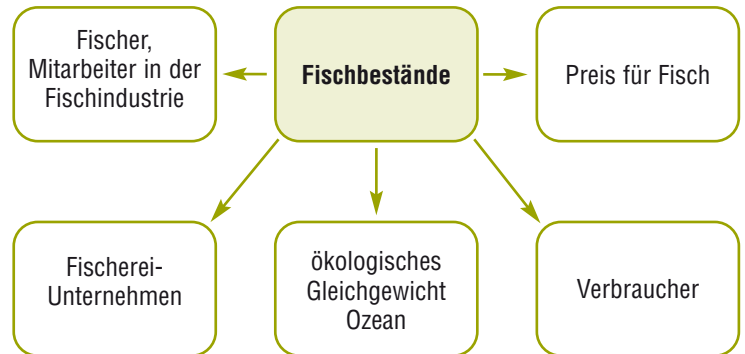 Fischer,
Mitarbeiter in der
Fischindustrie
Fischbestände
Preis für Fisch
Fischerei-
Unternehmen
ökologisches
Gleichgewicht
Ozean
Verbraucher